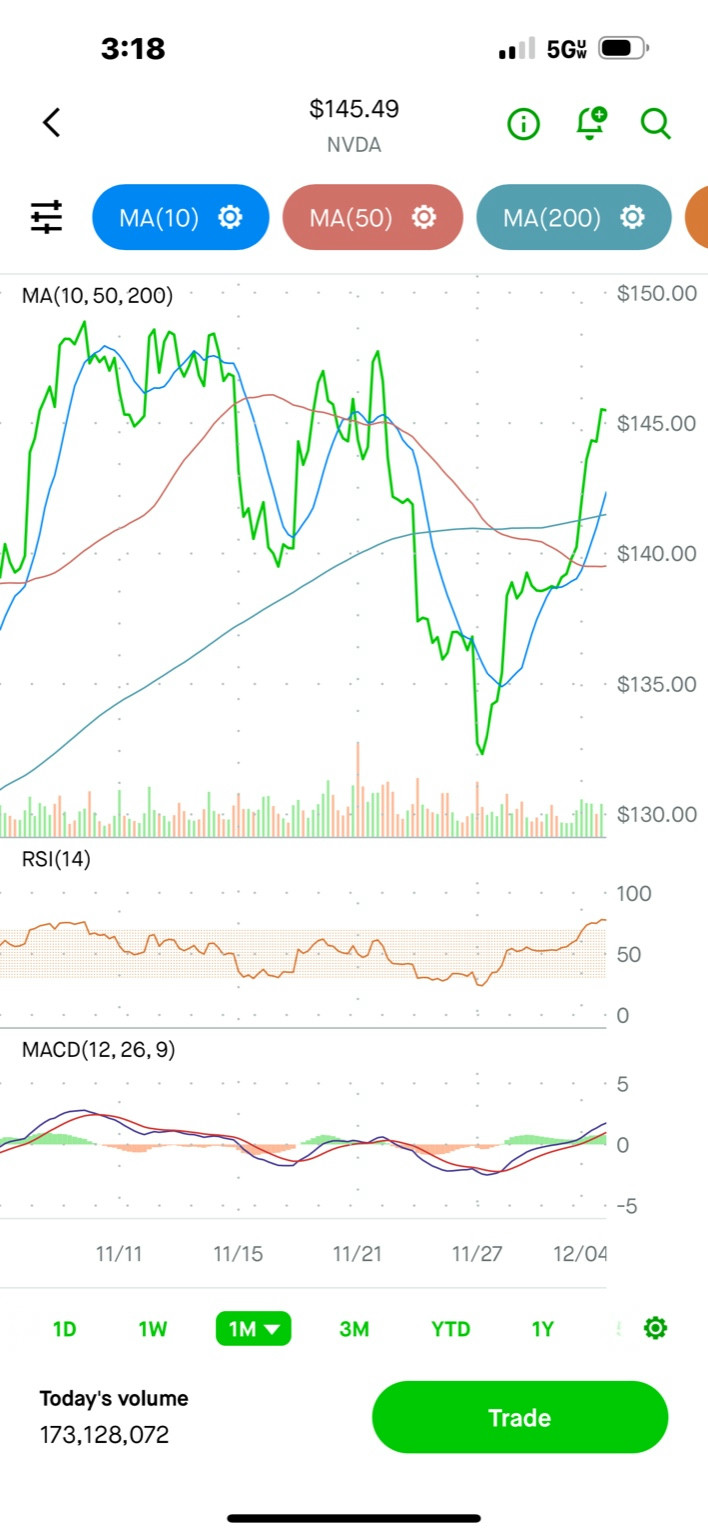 3:18 5GUW
$145.49
NVDA
MA(10) MA(50) MA(200)
MA(10, 50, 200)
$150.00
$145.00
$140.00
$135.00
$130.00
RSI(14)
100
50
0
MACD(12, 26, 9)
5
0
-5
11/11 11/15 11/21 11/27 12/04
1D 1W 1M 3M YTD 1Y
Today's volume
173,128,072
Trade